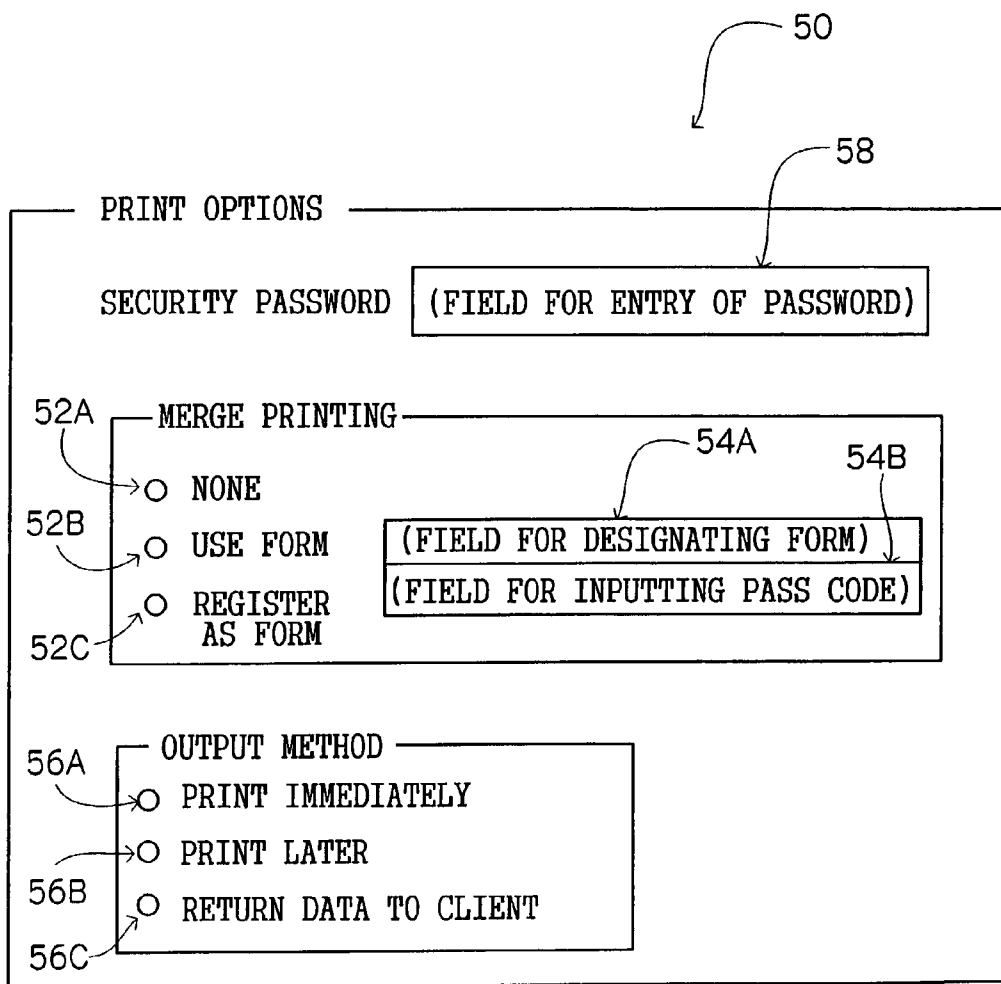 50
58
PRINT OPTIONS
SECURITY PASSWORD (FIELD FOR ENTRY OF PASSWORD)
52A
MERGE PRINTING
54A
54B
NONE
52B
USE FORM
(FIELD FOR DESIGNATING FORM)
(FIELD FOR INPUTTING PASS CODE)
REGISTER
AS FORM
52C
OUTPUT METHOD
56A
PRINT IMMEDIATELY
PRINT LATER
56B
RETURN DATA TO CLIENT
56C